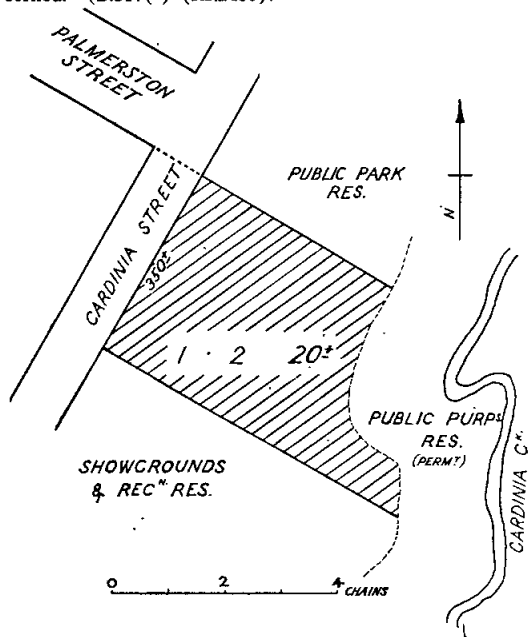 PALMERSTON
STREET
PUBLIC PARK
RES.
N
CARDINIA STREET
350±
1 · 2 20±
PUBLIC PURPS
RES.
(PERMT)
SHOWGROUNDS
& RECN. RES.
CARDINIA CK.
0 2 4 CHAINS